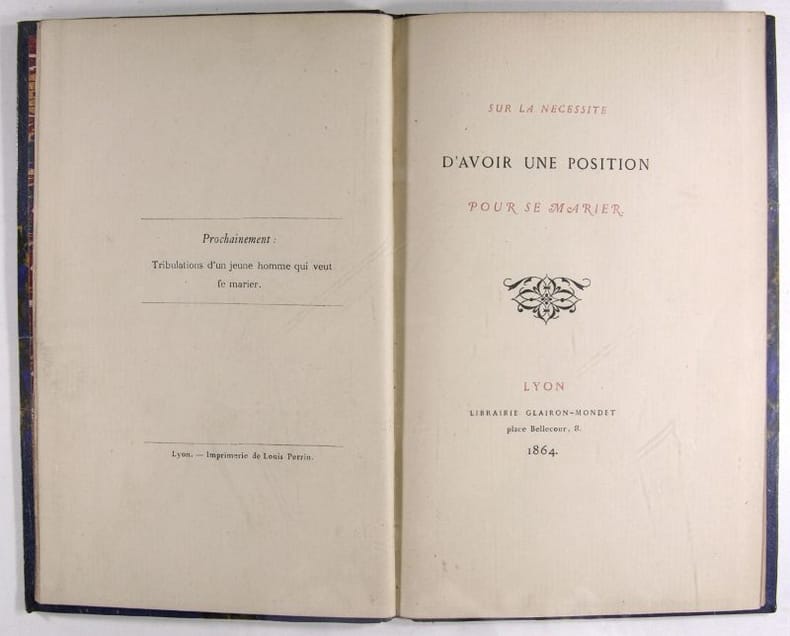 Prochainement :
Tribulations d'un jeune homme qui veut
ſe marier.
Lyon. — Imprimerie de Louis Perrin.
SUR LA NECESSITE
D'AVOIR UNE POSITION
POUR SE MARIER.
LYON
LIBRAIRIE GLAIRON-MONDET
place Bellecour, 8.
1864.